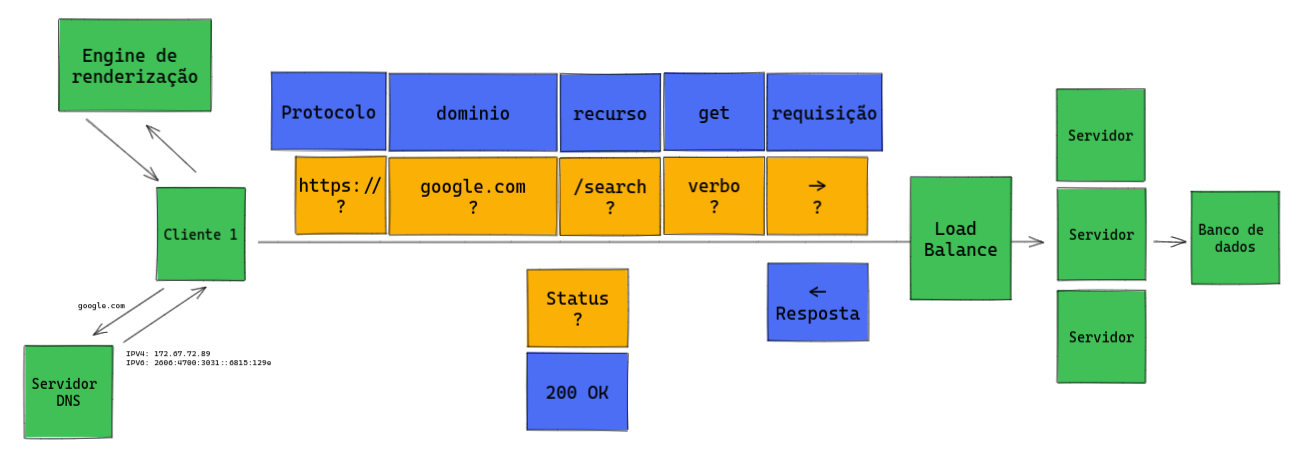 Engine de
renderização
Protocolo
dominio
recurso
get
requisição
https://
?
google.com
?
/search
?
verbo
?
→
?
Cliente 1
Load
Balance
Servidor
Servidor
Servidor
Banco de
dados
Status
?
200 OK
←
Resposta
google.com
IPV4: 172.67.72.89
IPV6: 2606:4700:3031::6815:129e
Servidor
DNS